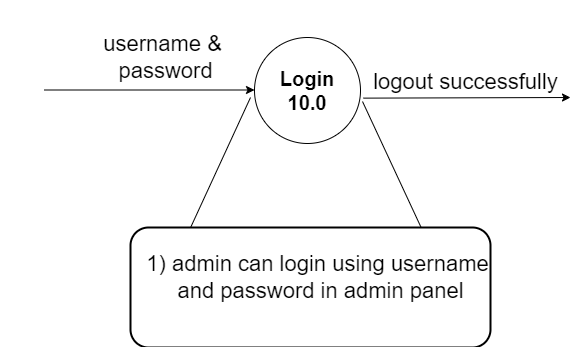 username &
password
Login
10.0
logout successfully
1) admin can login using username
and password in admin panel